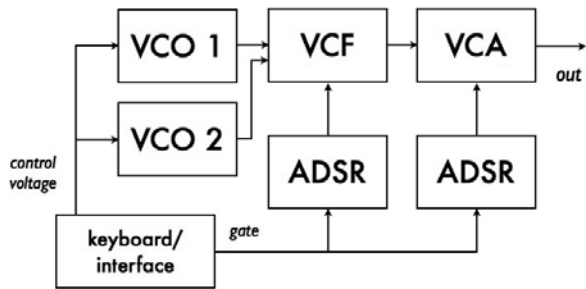 VCO 1
VCF
VCA
out
VCO 2
control
voltage
ADSR
ADSR
keyboard/
interface
gate